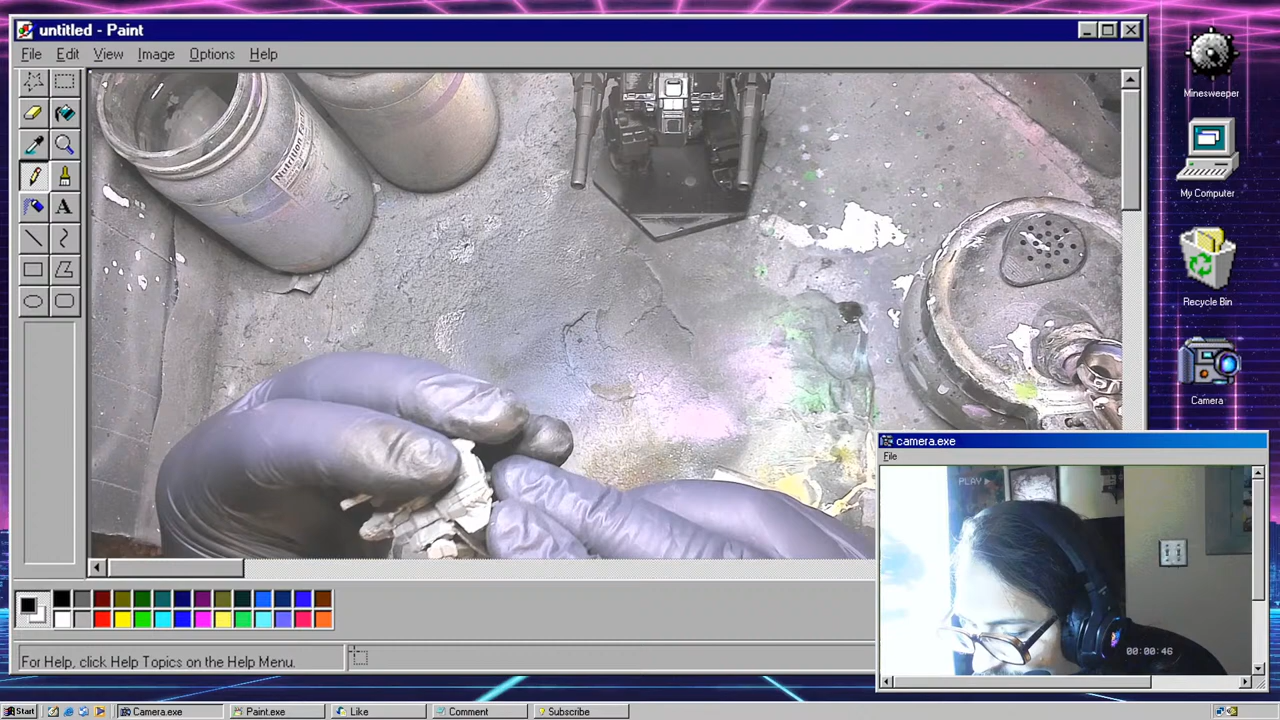 untitled - Paint
File Edit View Image Options Help
Nutrition Facts
Minesweeper
My Computer
Recycle Bin
Camera
camera.exe
File
PLAY
00:00:46
For Help, click Help Topics on the Help Menu.
Start
Camera.exe
Paint.exe
Like
Comment
Subscribe